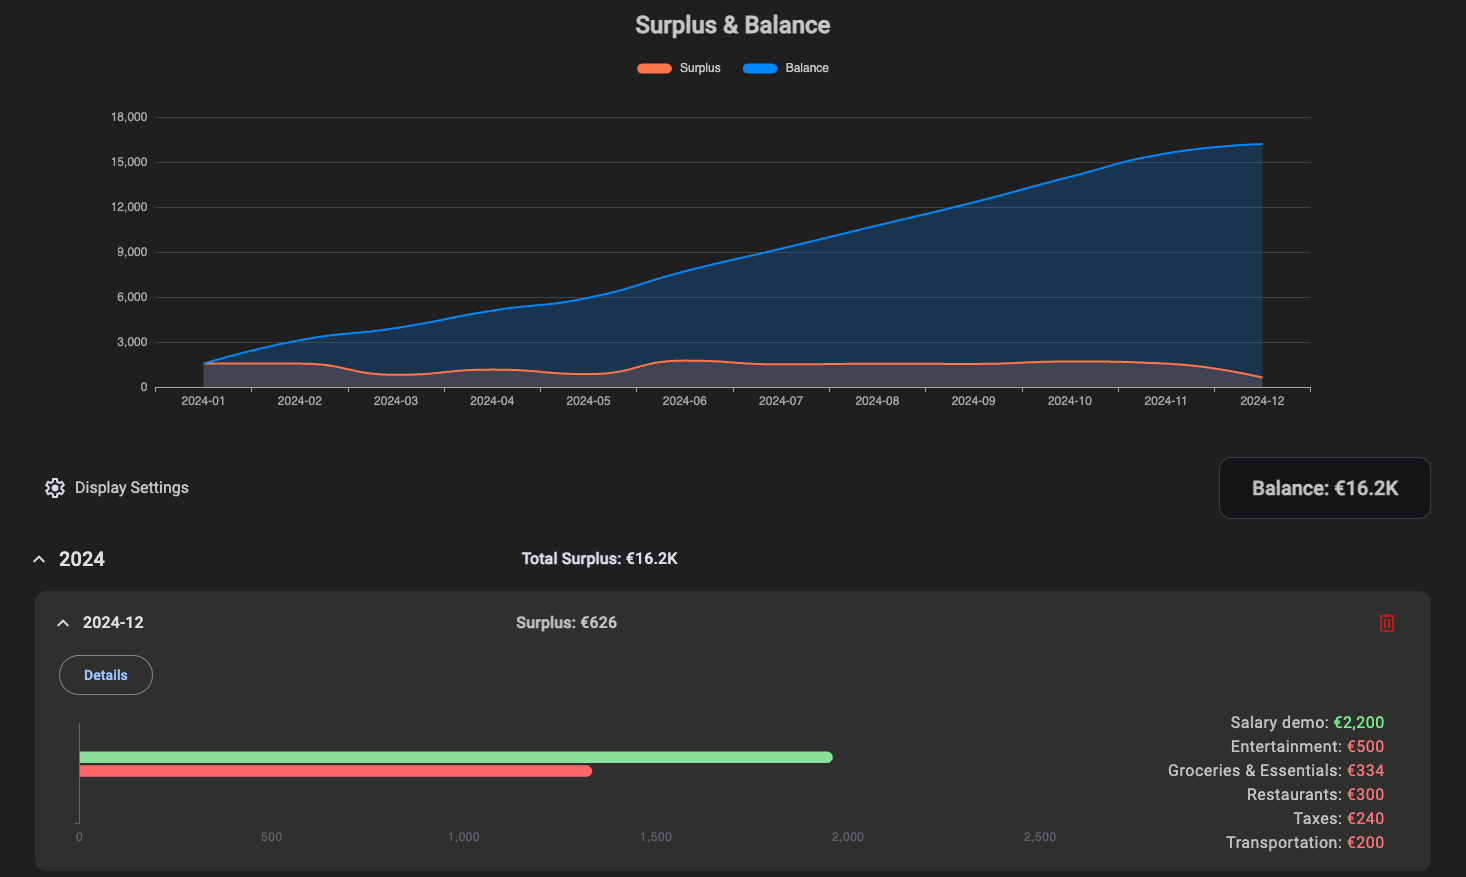 Surplus & Balance
Surplus Balance
18,000
15,000
12,000
9,000
6,000
3,000
0
2024-01 2024-02 2024-03 2024-04 2024-05 2024-06 2024-07 2024-08 2024-09 2024-10 2024-11 2024-12
Display Settings
Balance: €16.2K
2024 Total Surplus: €16.2K
2024-12 Surplus: €626
Details
Salary demo: €2,200
Entertainment: €500
Groceries & Essentials: €334
Restaurants: €300
Taxes: €240
Transportation: €200
0 500 1,000 1,500 2,000 2,500